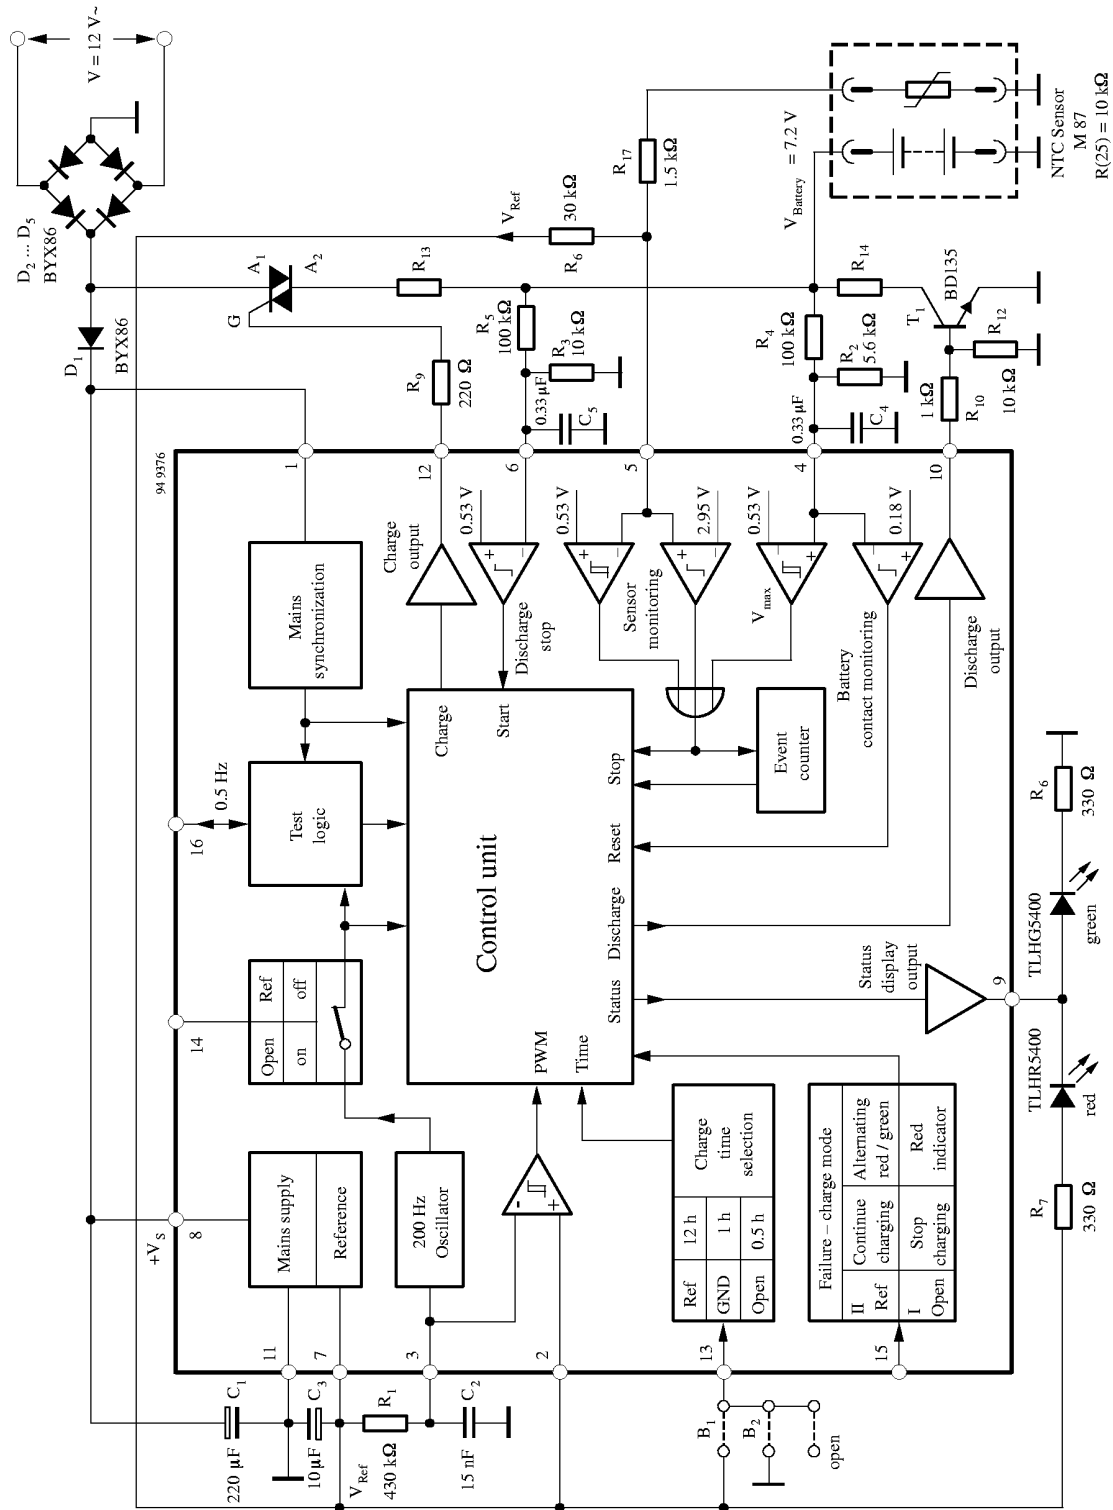 94 9376
+V S
8
16
14
0.5 Hz
Mains supply
Reference
Open
Ref
on
off
Test
logic
Mains
synchronization
200 Hz
Oscillator
Control unit
PWM
Time
Charge
Start
Status
Discharge
Reset
Stop
Charge
output
Discharge
stop
0.53 V
0.53 V
2.95 V
0.53 V
0.18 V
Sensor
monitoring
V max
Battery
contact monitoring
Event
counter
Discharge
output
Status
display
output
Ref
12 h
GND
1 h
Open
0.5 h
Charge
time
selection
Failure – charge mode
II
Ref
Continue
charging
Alternating
red / green
I
Open
Stop
charging
Red
indicator
11
7
3
2
13
15
1
12
6
5
4
10
9
C1
220 µF
C3
10 µF
V Ref
R1
430 kΩ
C2
15 nF
B1
B2
open
D1
BYX86
D2 ... D5
BYX86
V = 12 V~
G
A1
A2
R9
220 Ω
R13
R5
100 kΩ
R3
10 kΩ
0.33 µF
C5
V Ref
R6
30 kΩ
R17
1.5 kΩ
V Battery
= 7.2 V
R4
100 kΩ
R2
5.6 kΩ
0.33 µF
C4
R14
T1
BD135
1 kΩ
R10
R12
10 kΩ
NTC Sensor
M 87
R(25) = 10 kΩ
R7
330 Ω
TLHR5400
red
TLHG5400
green
R6
330 Ω